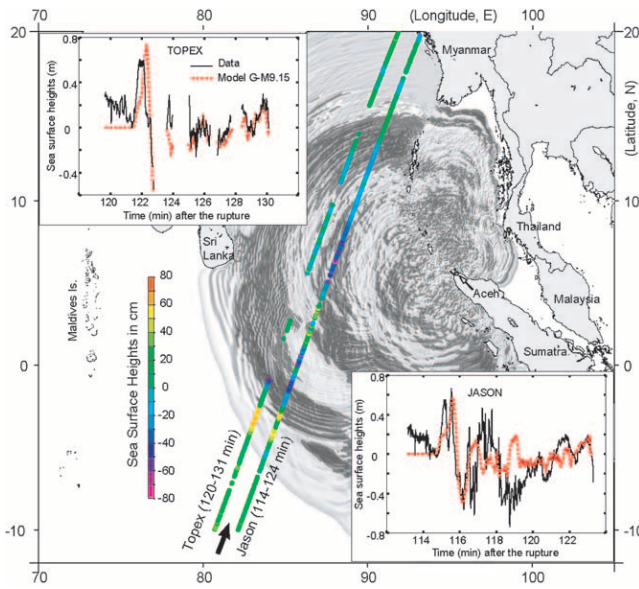 (Longitude, E)
70
80
90
100
20
10
0
-10
(Latitude, N)
TOPEX
Data
Model G-M9.15
Sea surface heights (m)
0.8
0.4
0
-0.4
120
122
124
126
128
130
Time (min) after the rupture
Myanmar
Thailand
Sri
Lanka
Maldives Is.
Aceh
Malaysia
Sumatra
Sea Surface Heights in cm
80
60
40
20
0
-20
-40
-60
-80
Topex (120-131 min)
Jason (114-124 min)
JASON
Sea surface heights (m)
0.8
0.4
0
-0.4
-0.8
114
116
118
120
122
Time (min) after the rupture
20
10
0
-10
70
80
90
100